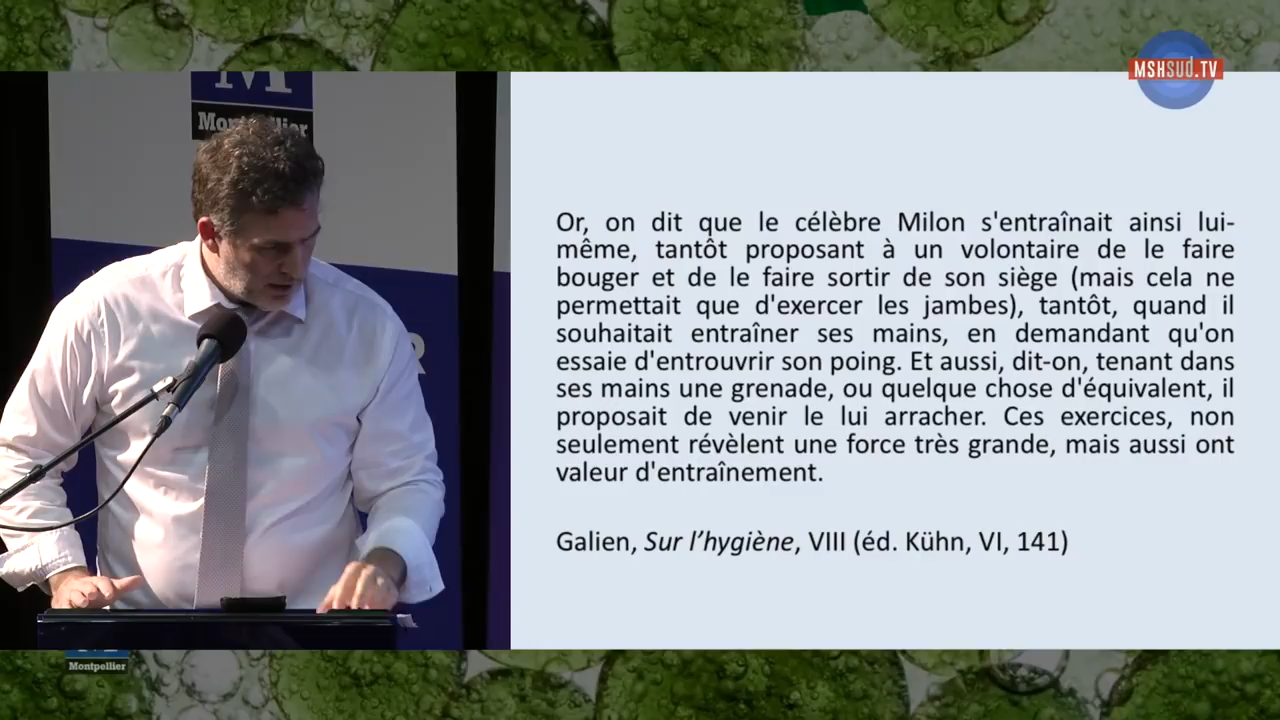 MSHSUD.TV
M
Montpellier
R
Or, on dit que le célèbre Milon s'entraînait ainsi lui-
même, tantôt proposant à un volontaire de le faire
bouger et de le faire sortir de son siège (mais cela ne
permettait que d'exercer les jambes), tantôt, quand il
souhaitait entraîner ses mains, en demandant qu'on
essaie d'entrouvrir son poing. Et aussi, dit-on, tenant dans
ses mains une grenade, ou quelque chose d'équivalent, il
proposait de venir le lui arracher. Ces exercices, non
seulement révèlent une force très grande, mais aussi ont
valeur d'entraînement.
Galien, Sur l’hygiène, VIII (éd. Kühn, VI, 141)
Montpellier